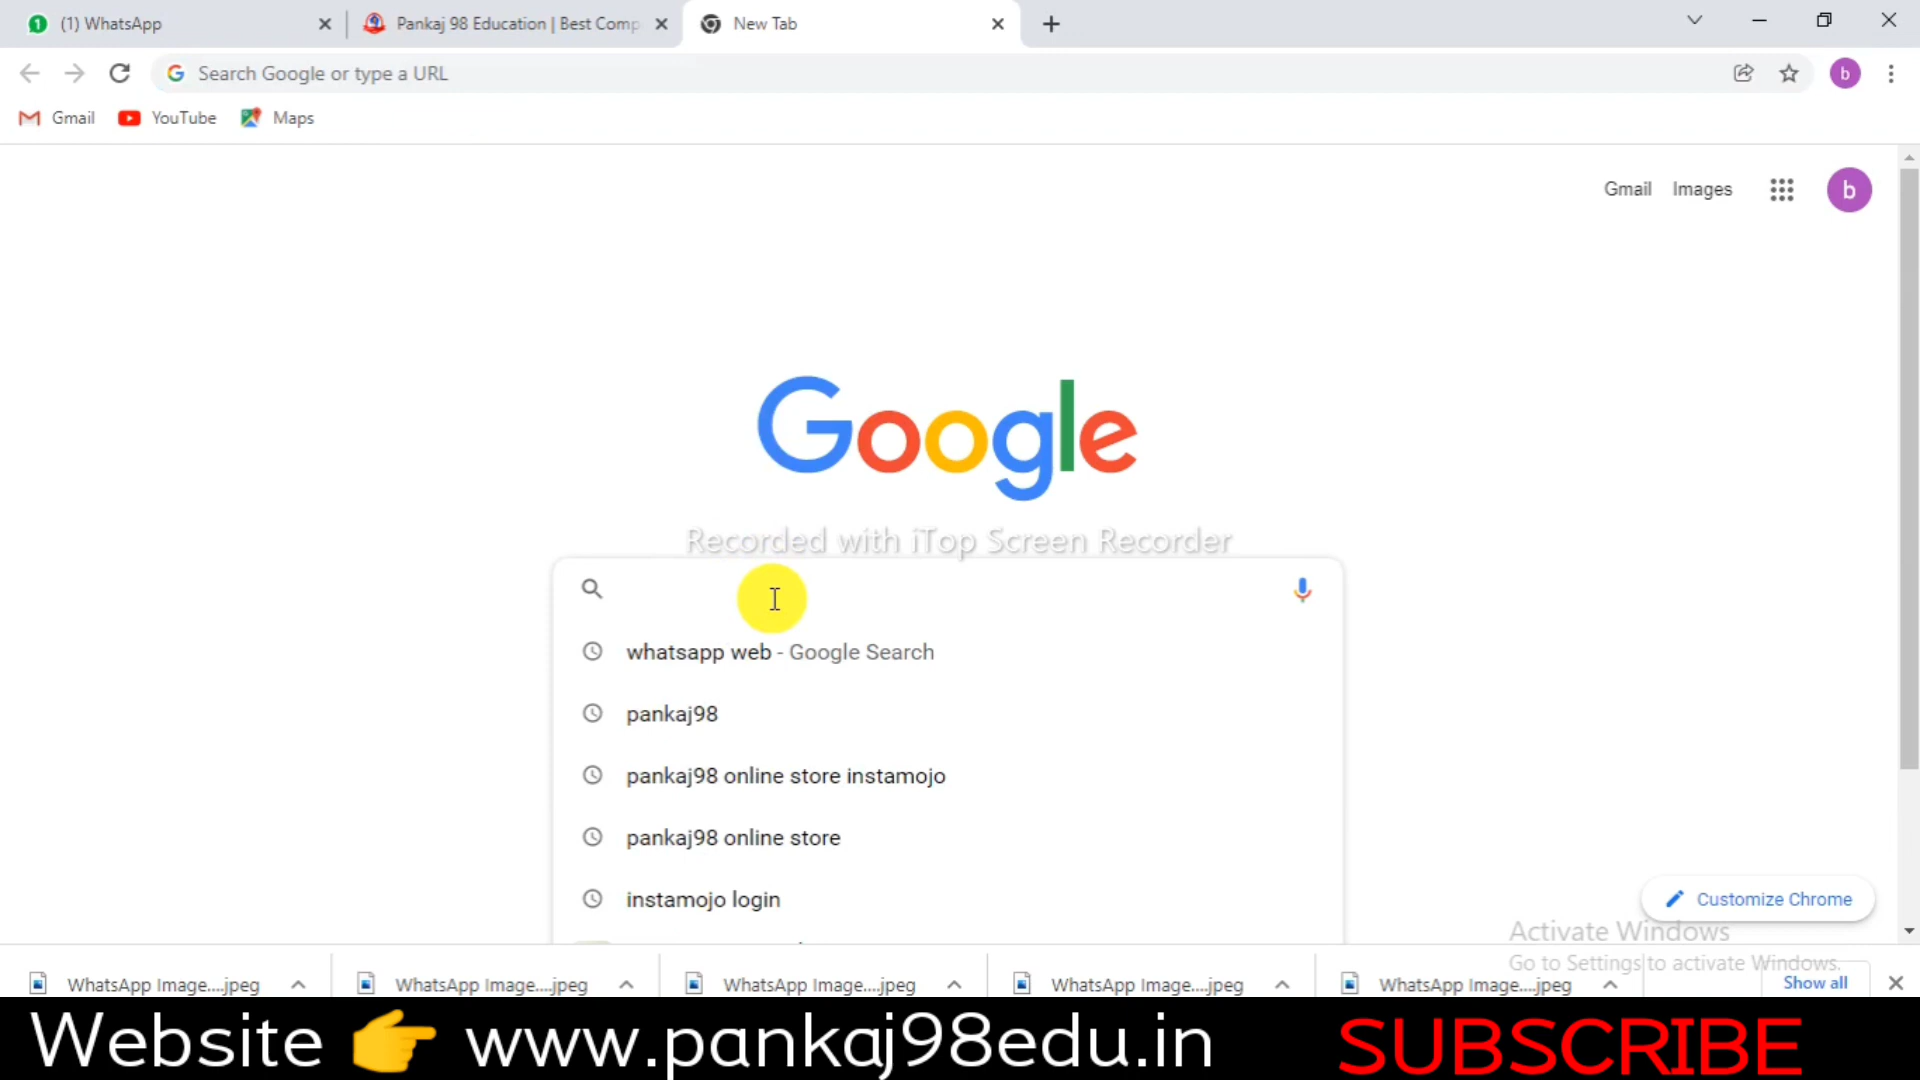 (1) WhatsApp
Pankaj 98 Education | Best Comp
New Tab
Search Google or type a URL
b
Gmail
YouTube
Maps
Gmail
Images
b
Google
Recorded with iTop Screen Recorder
whatsapp web - Google Search
pankaj98
pankaj98 online store instamojo
pankaj98 online store
instamojo login
Customize Chrome
Activate Windows
Go to Settings to activate Windows.
WhatsApp Image....jpeg
WhatsApp Image....jpeg
WhatsApp Image....jpeg
WhatsApp Image....jpeg
WhatsApp Image....jpeg
Show all
Website 👉 www.pankaj98edu.in
SUBSCRIBE